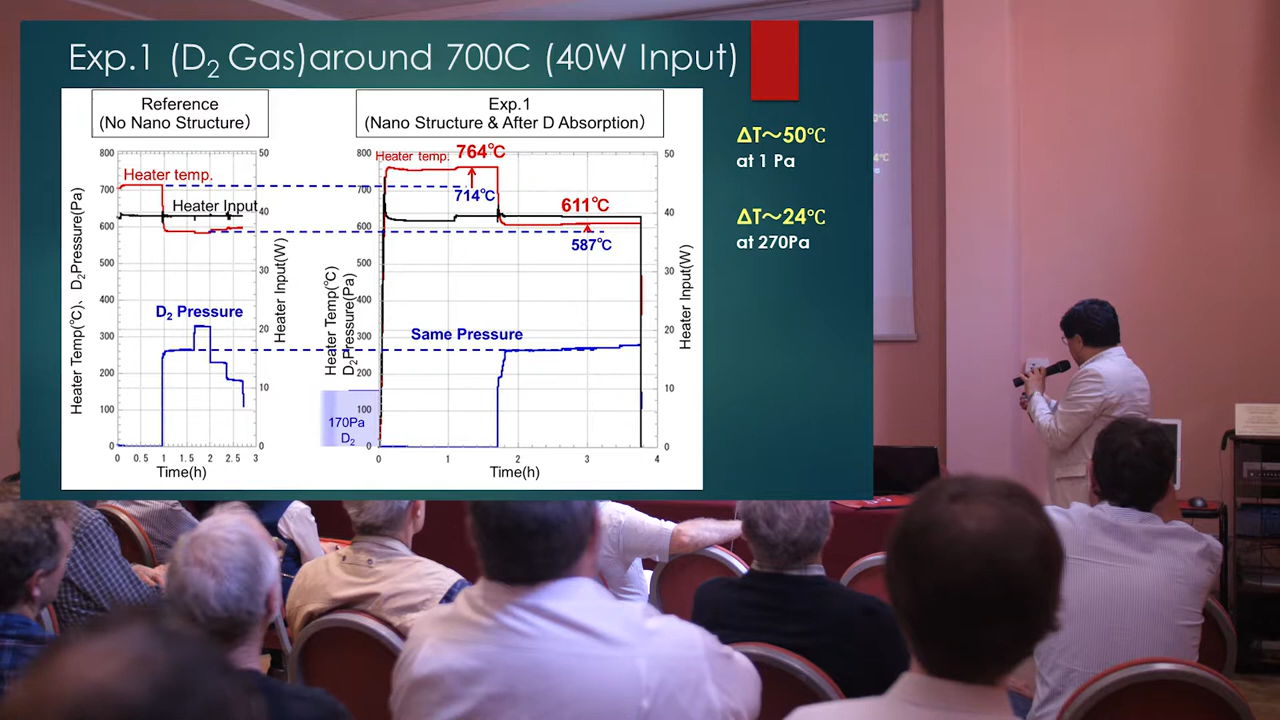 Exp.1 (D₂ Gas)around 700C (40W Input)
Reference
(No Nano Structure)
Exp.1
(Nano Structure & After D Absorption)
ΔT～50℃
at 1 Pa
ΔT～24℃
at 270Pa
Heater Temp(℃)、D₂Pressure(Pa)
800
700
600
500
400
300
200
100
0
Heater temp.
Heater Input
D₂ Pressure
50
40
30
20
10
0
Heater Input(W)
0 0.5 1 1.5 2 2.5 3
Time(h)
Heater Temp(℃)
D₂Pressure(Pa)
800
700
600
500
400
300
200
100
0
Heater temp. 764℃
714℃
611℃
587℃
Same Pressure
170Pa
D₂
50
40
30
20
10
0
Heater Input(W)
0 1 2 3 4
Time(h)